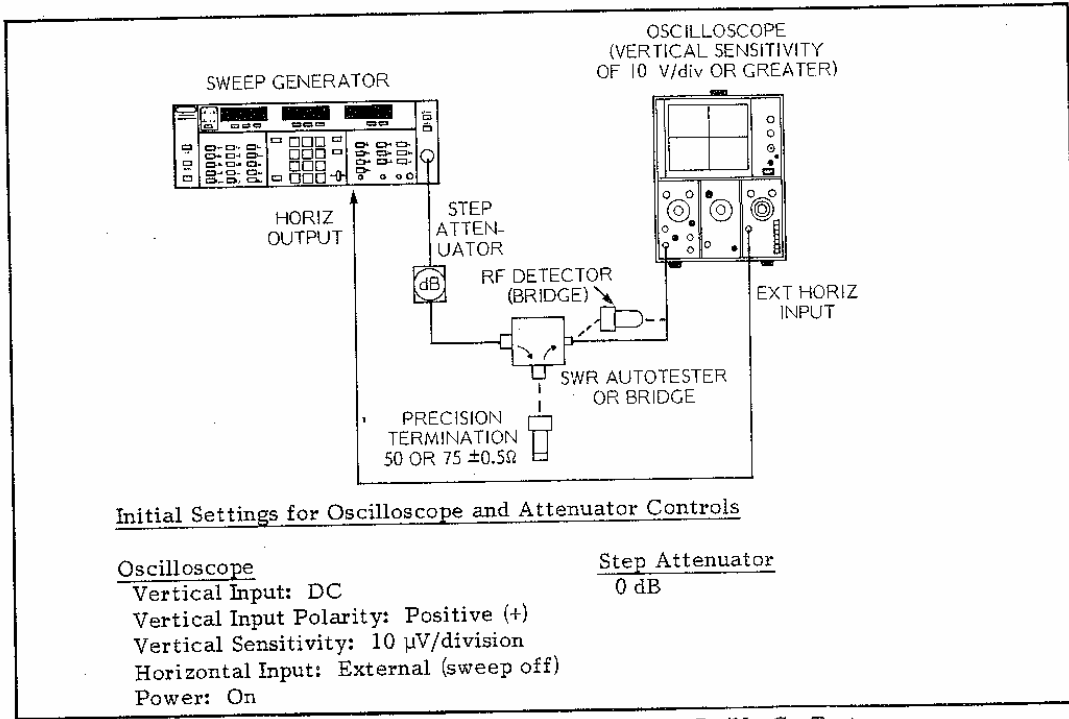 OSCILLOSCOPE
(VERTICAL SENSITIVITY
OF 10 V/div OR GREATER)
SWEEP GENERATOR
HORIZ
OUTPUT
STEP
ATTEN-
UATOR
dB
RF DETECTOR
(BRIDGE)
EXT HORIZ
INPUT
SWR AUTOTESTER
OR BRIDGE
PRECISION
TERMINATION
50 OR 75 ±0.5Ω
Initial Settings for Oscilloscope and Attenuator Controls
Oscilloscope
Vertical Input: DC
Vertical Input Polarity: Positive (+)
Vertical Sensitivity: 10 µV/division
Horizontal Input: External (sweep off)
Power: On
Step Attenuator
0 dB